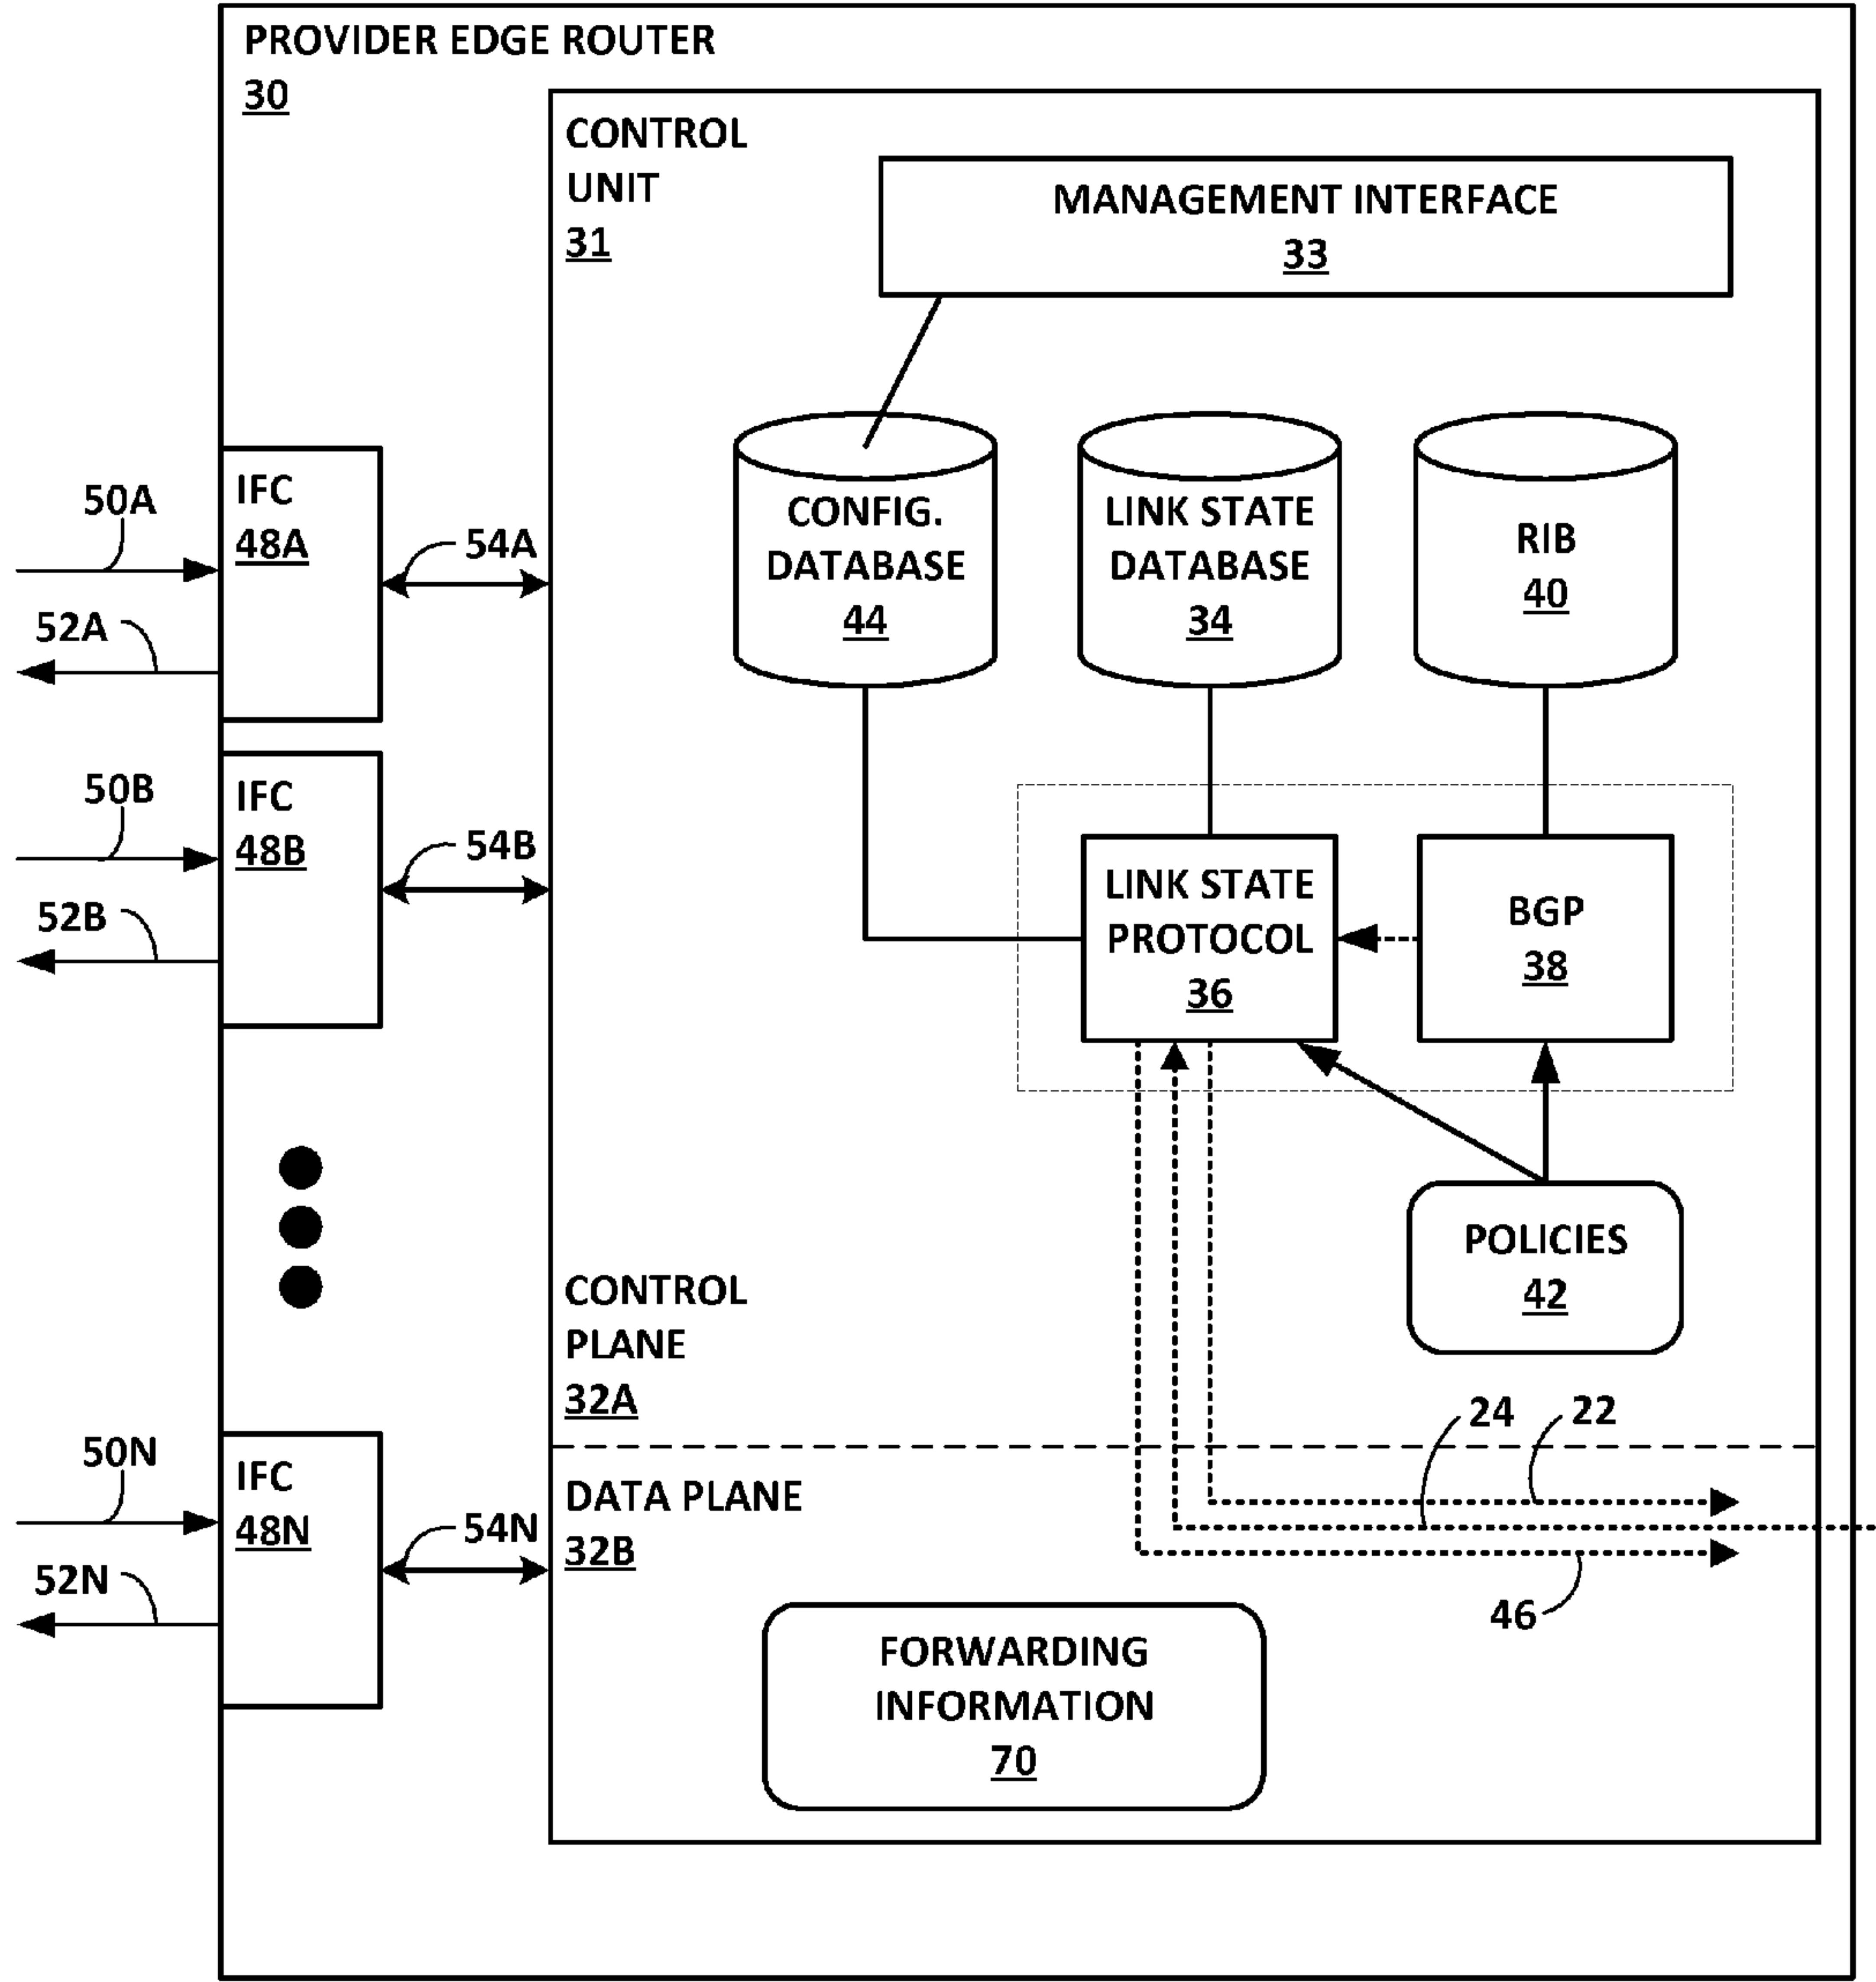 PROVIDER EDGE ROUTER
30
CONTROL
UNIT
31
MANAGEMENT INTERFACE
33
CONFIG.
DATABASE
44
LINK STATE
DATABASE
34
RIB
40
50A
52A
IFC
48A
54A
50B
52B
IFC
48B
54B
LINK STATE
PROTOCOL
36
BGP
38
POLICIES
42
CONTROL
PLANE
32A
24
22
50N
52N
IFC
48N
54N
DATA PLANE
32B
46
FORWARDING
INFORMATION
70